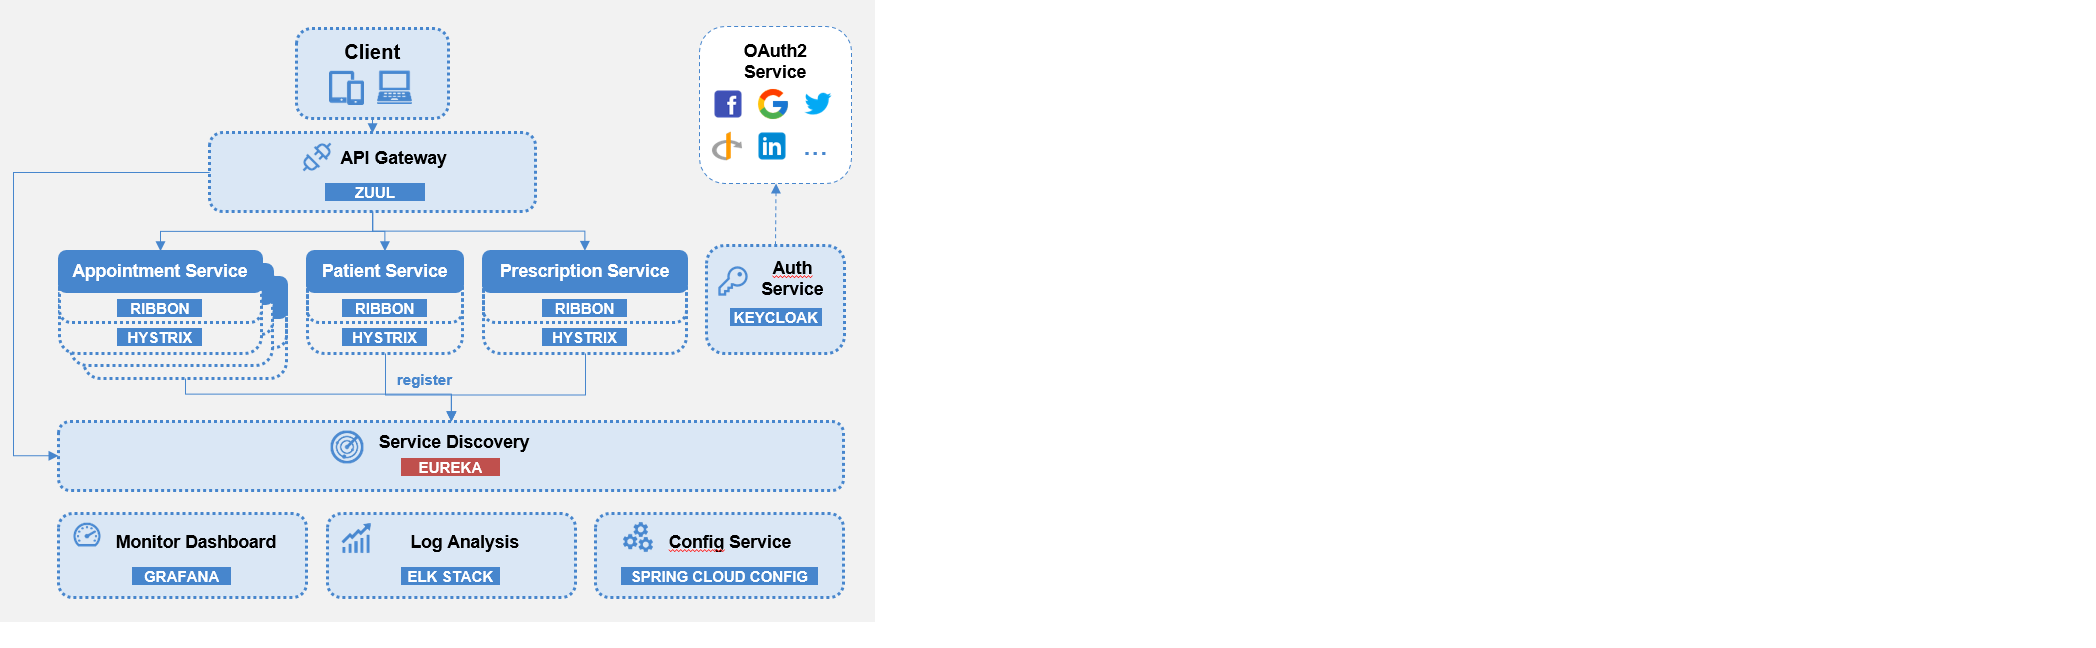 Client
OAuth2
Service
f
G
in
...
API Gateway
ZUUL
Appointment Service
RIBBON
HYSTRIX
Patient Service
RIBBON
HYSTRIX
Prescription Service
RIBBON
HYSTRIX
Auth
Service
KEYCLOAK
register
Service Discovery
EUREKA
Monitor Dashboard
GRAFANA
Log Analysis
ELK STACK
Config Service
SPRING CLOUD CONFIG